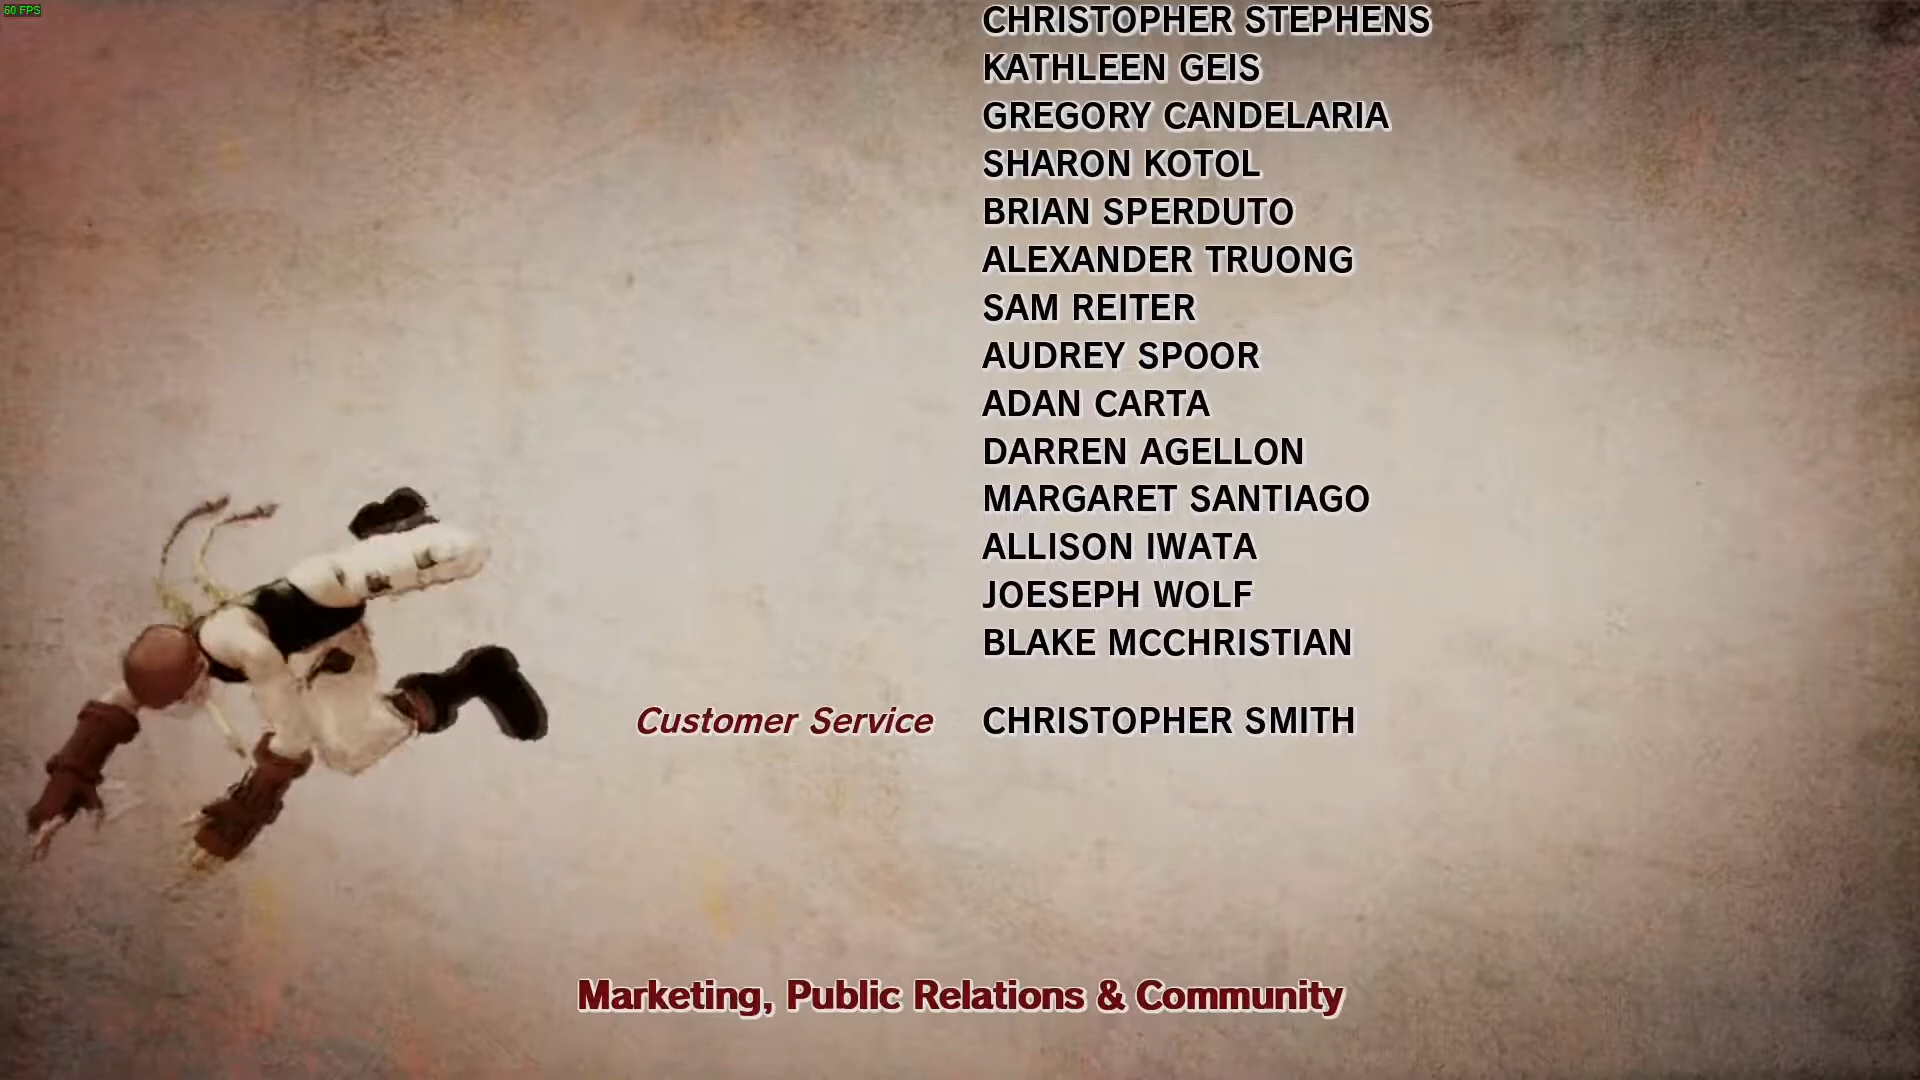 60 FPS
CHRISTOPHER STEPHENS
KATHLEEN GEIS
GREGORY CANDELARIA
SHARON KOTOL
BRIAN SPERDUTO
ALEXANDER TRUONG
SAM REITER
AUDREY SPOOR
ADAN CARTA
DARREN AGELLON
MARGARET SANTIAGO
ALLISON IWATA
JOESEPH WOLF
BLAKE MCCHRISTIAN
Customer Service CHRISTOPHER SMITH
Marketing, Public Relations & Community